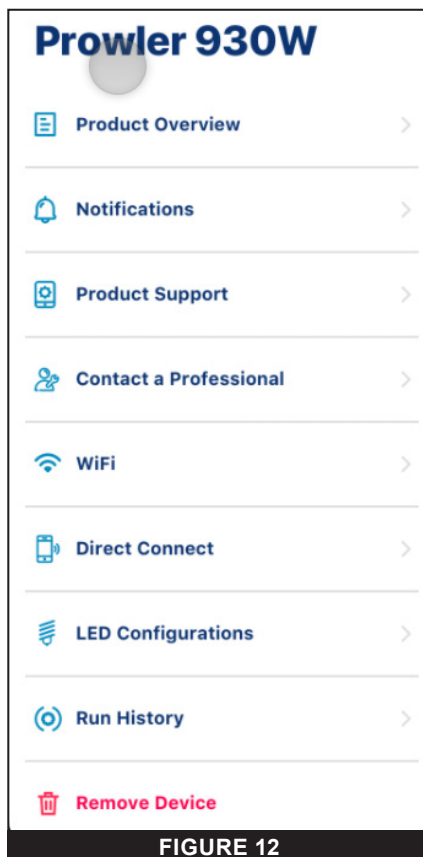 Prowler 930W
Product Overview
Notifications
Product Support
Contact a Professional
WiFi
Direct Connect
LED Configurations
Run History
Remove Device
FIGURE 12